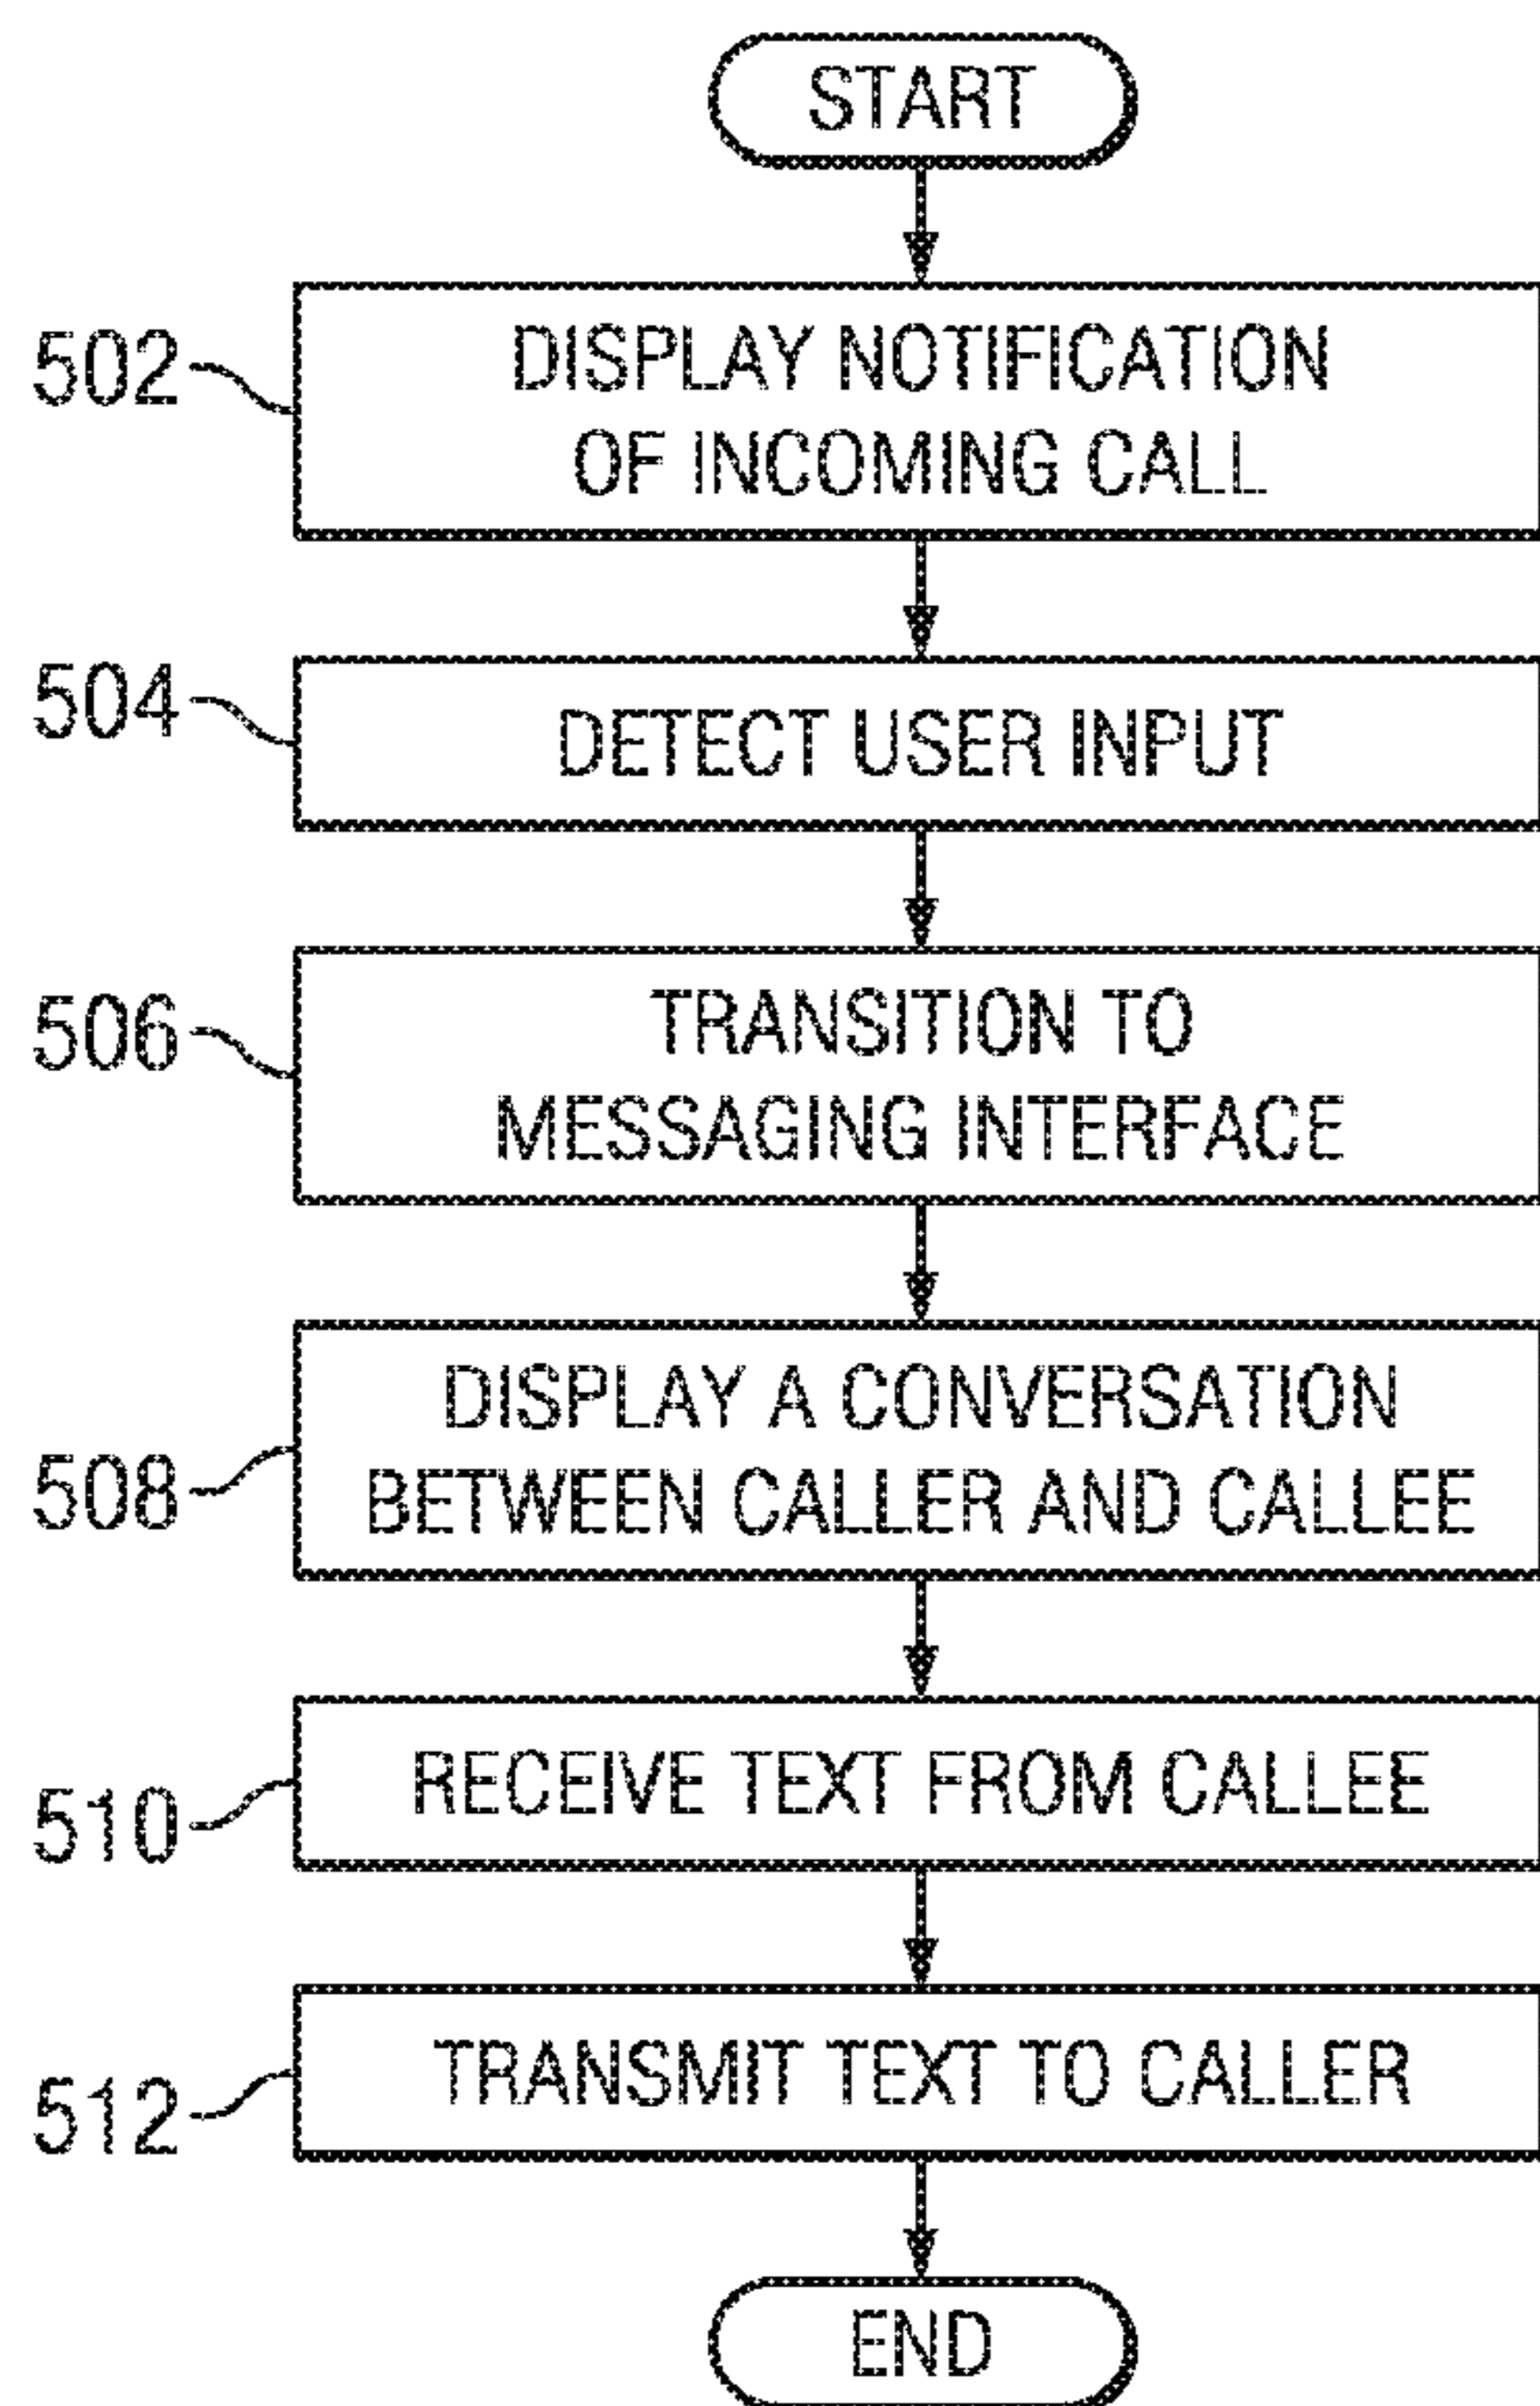 START
502
DISPLAY NOTIFICATION
OF INCOMING CALL
504
DETECT USER INPUT
506
TRANSITION TO
MESSAGING INTERFACE
508
DISPLAY A CONVERSATION
BETWEEN CALLER AND CALLEE
510
RECEIVE TEXT FROM CALLEE
512
TRANSMIT TEXT TO CALLER
END